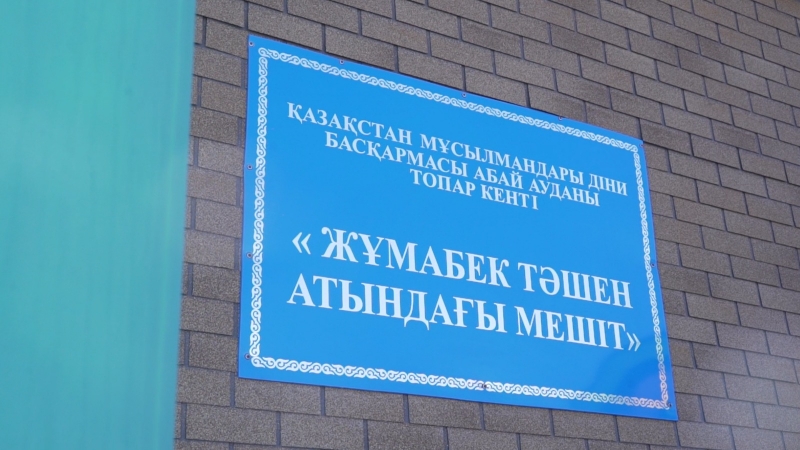 ҚАЗАҚСТАН МҰСЫЛМАНДАРЫ ДІНИ
БАСҚАРМАСЫ АБАЙ АУДАНЫ
ТОПАР КЕНТІ
« ЖҰМАБЕК ТӘШЕН
АТЫНДАҒЫ МЕШІТ»